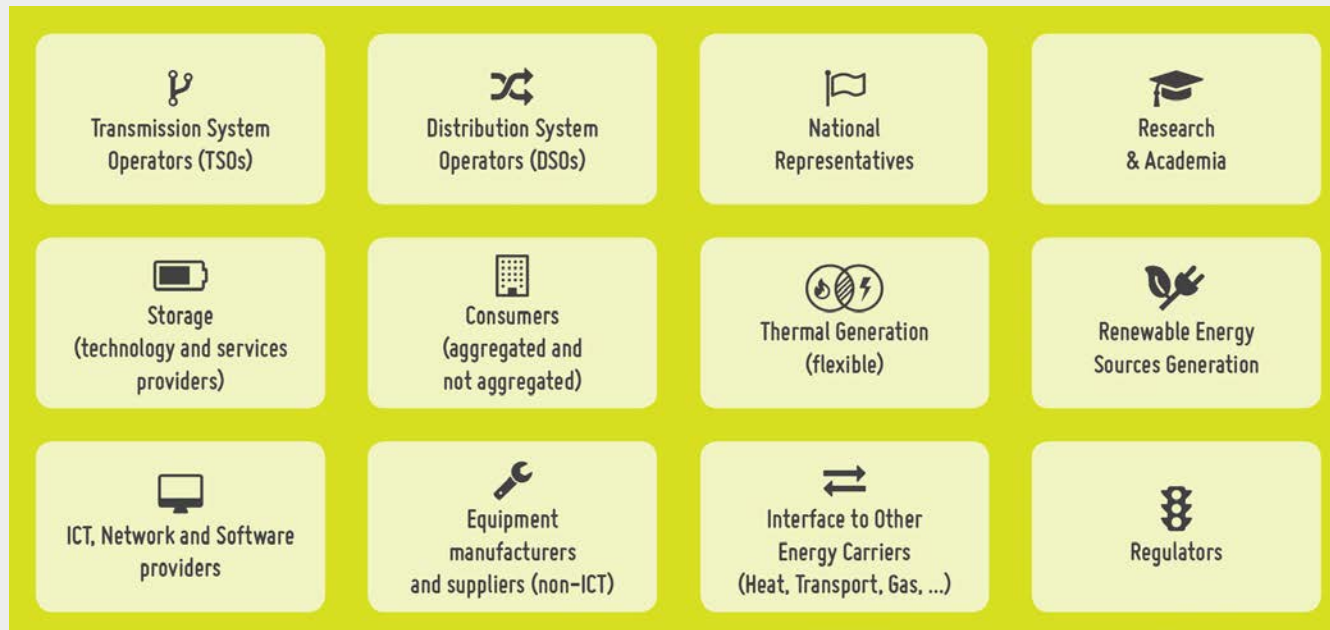 Transmission System
Operators (TSOs)
Distribution System
Operators (DSOs)
National
Representatives
Research
& Academia
Storage
(technology and services
providers)
Consumers
(aggregated and
not aggregated)
Thermal Generation
(flexible)
Renewable Energy
Sources Generation
ICT, Network and Software
providers
Equipment
manufacturers
and suppliers (non-ICT)
Interface to Other
Energy Carriers
(Heat, Transport, Gas, ...)
Regulators